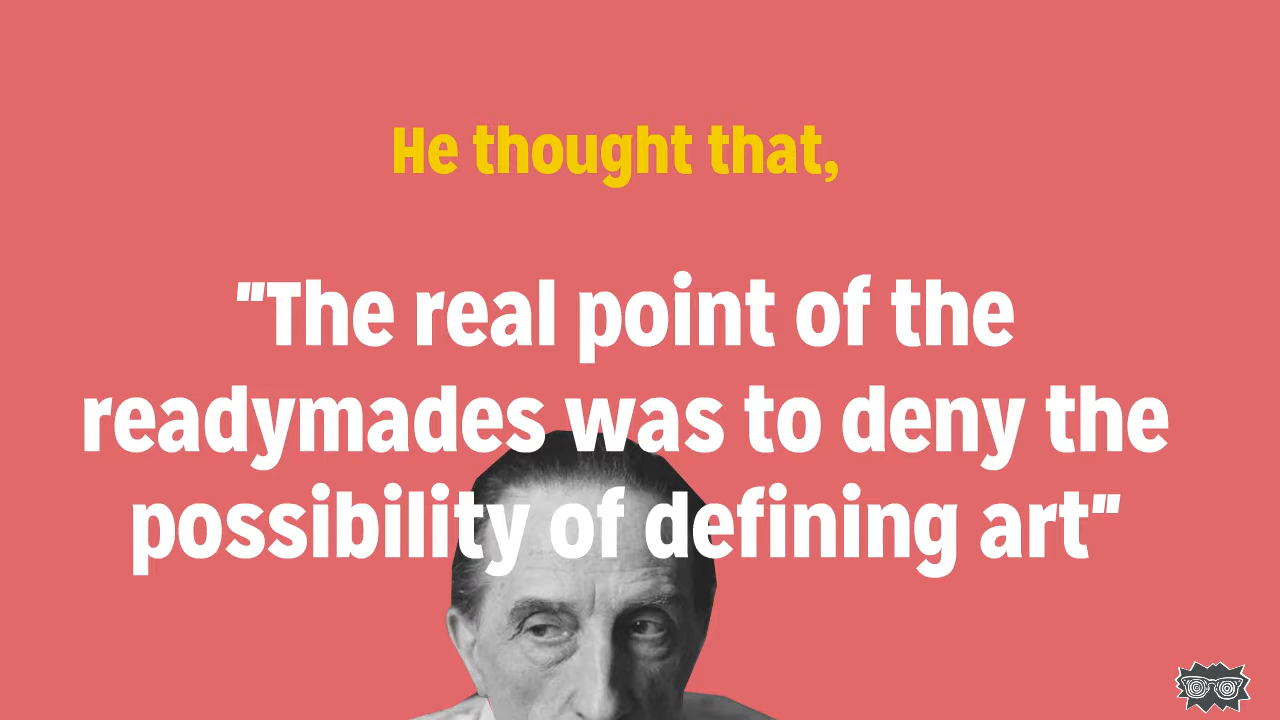 He thought that,
"The real point of the
readymades was to deny the
possibility of defining art"